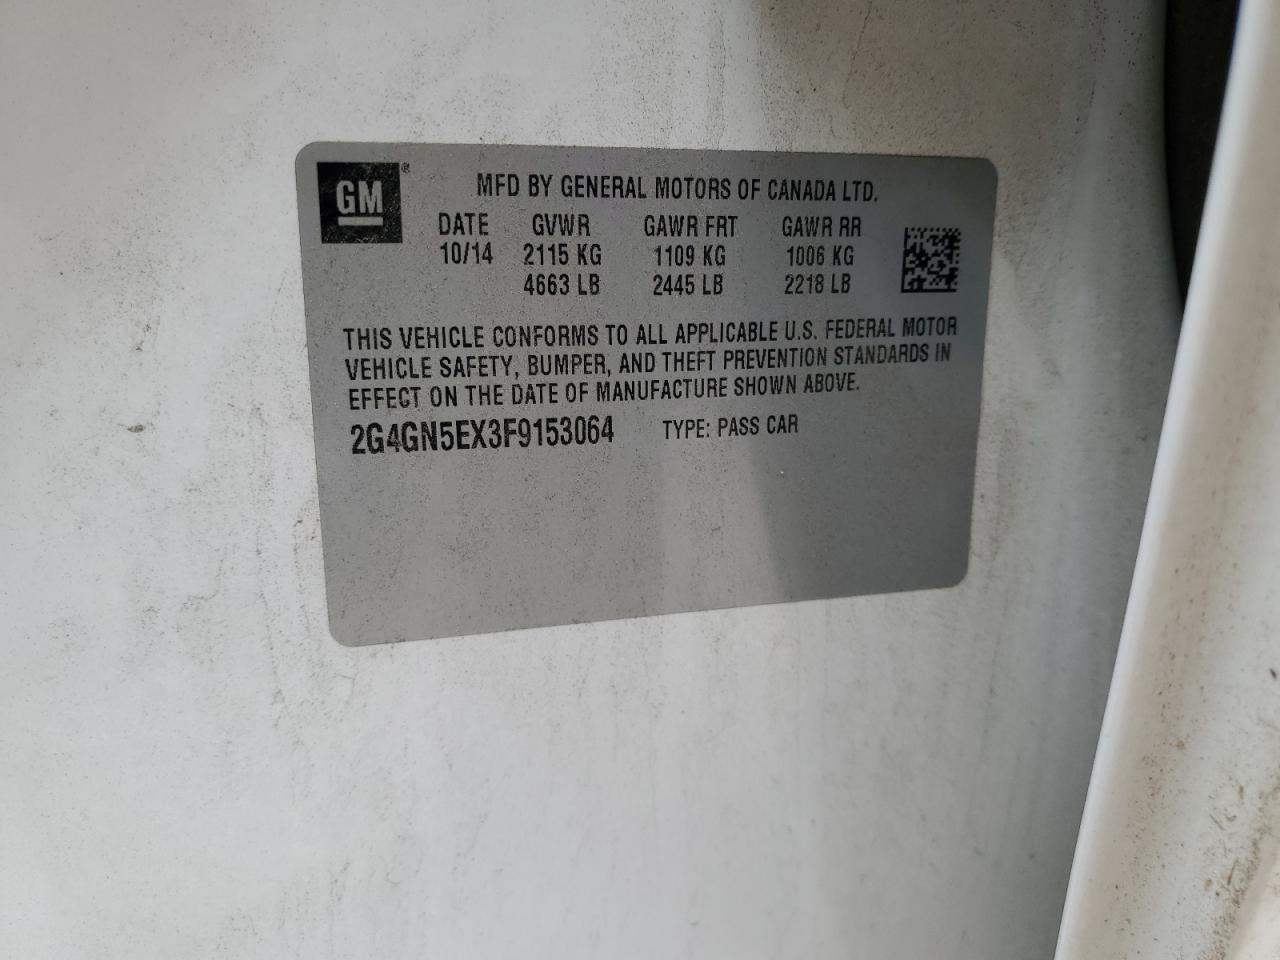 GM®
MFD BY GENERAL MOTORS OF CANADA LTD.
DATE GVWR GAWR FRT GAWR RR
10/14 2115 KG 1109 KG 1006 KG
4663 LB 2445 LB 2218 LB
THIS VEHICLE CONFORMS TO ALL APPLICABLE U.S. FEDERAL MOTOR
VEHICLE SAFETY, BUMPER, AND THEFT PREVENTION STANDARDS IN
EFFECT ON THE DATE OF MANUFACTURE SHOWN ABOVE.
2G4GN5EX3F9153064 TYPE: PASS CAR